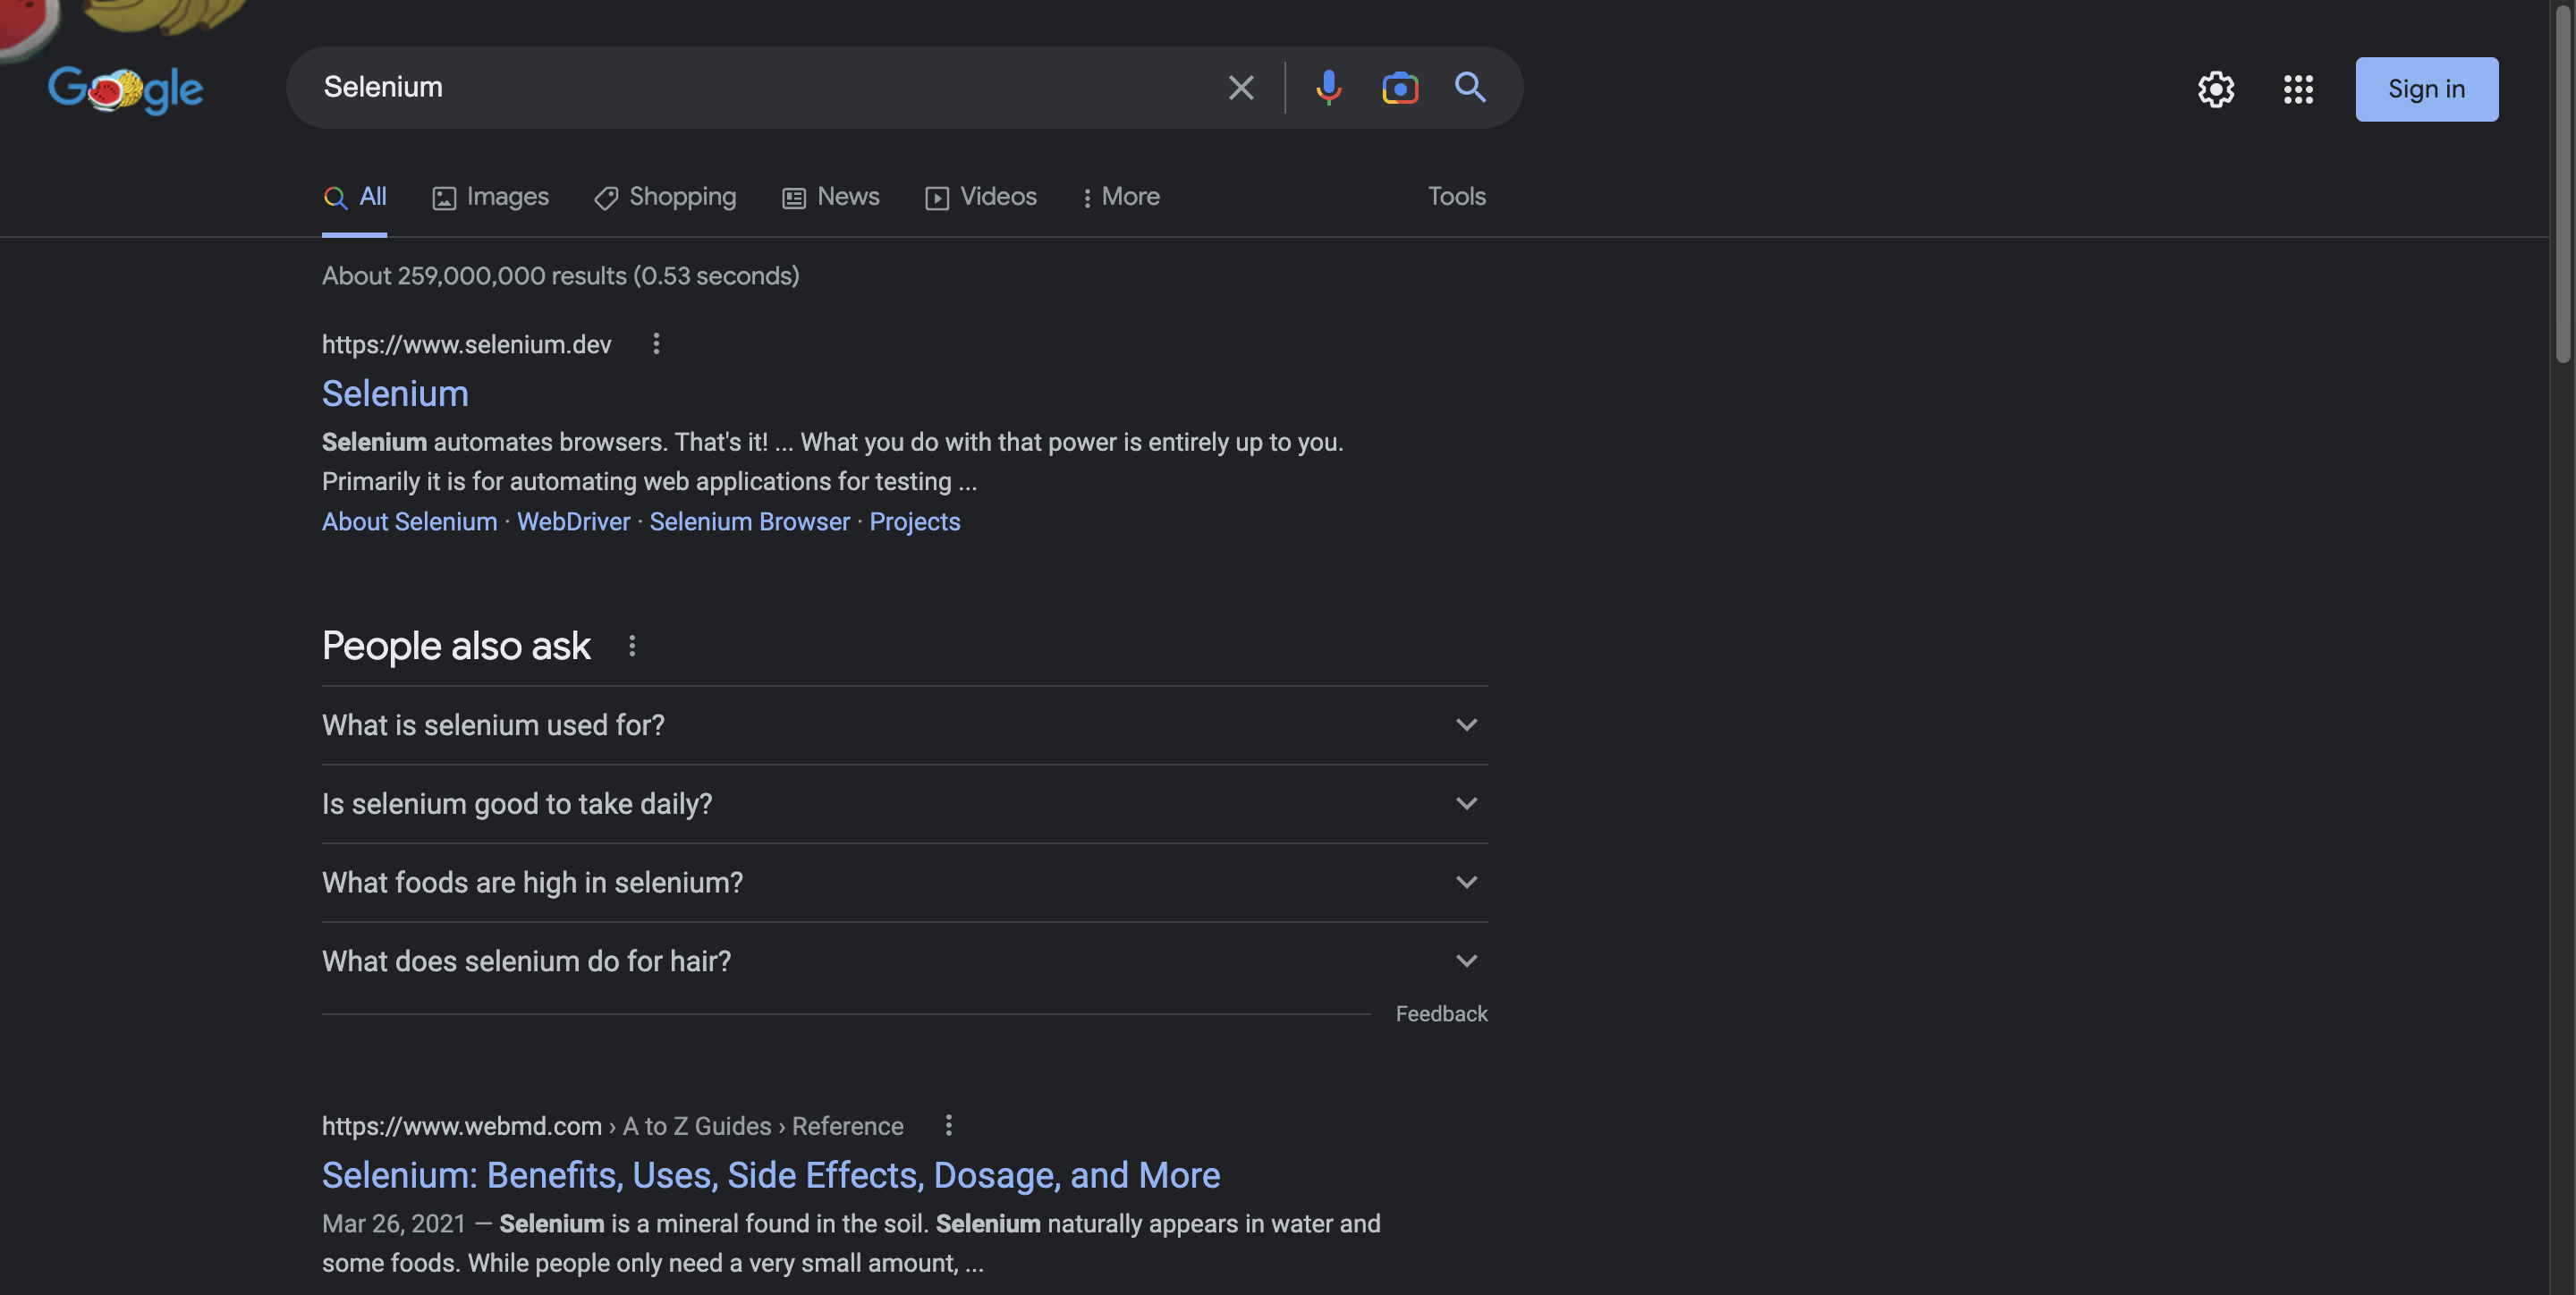 Google
Selenium
Sign in
All Images Shopping News Videos More Tools
About 259,000,000 results (0.53 seconds)
https://www.selenium.dev
Selenium
Selenium automates browsers. That's it! ... What you do with that power is entirely up to you.
Primarily it is for automating web applications for testing ...
About Selenium · WebDriver · Selenium Browser · Projects
People also ask
What is selenium used for?
Is selenium good to take daily?
What foods are high in selenium?
What does selenium do for hair?
Feedback
https://www.webmd.com › A to Z Guides › Reference
Selenium: Benefits, Uses, Side Effects, Dosage, and More
Mar 26, 2021 — Selenium is a mineral found in the soil. Selenium naturally appears in water and
some foods. While people only need a very small amount, ...